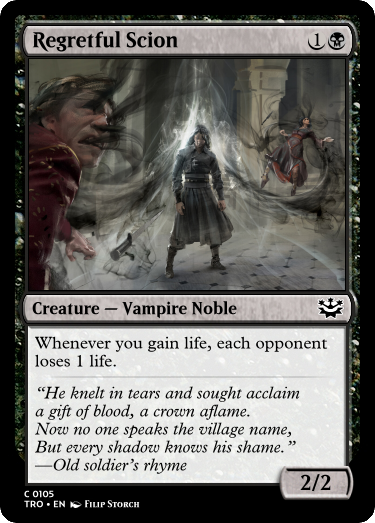 Regretful Scion 1
Creature — Vampire Noble
Whenever you gain life, each opponent
loses 1 life.
“He knelt in tears and sought acclaim
a gift of blood, a crown aflame.
Now no one speaks the village name,
But every shadow knows his shame.”
—Old soldier’s rhyme
2/2
C 0105
TRO • EN Filip Storch